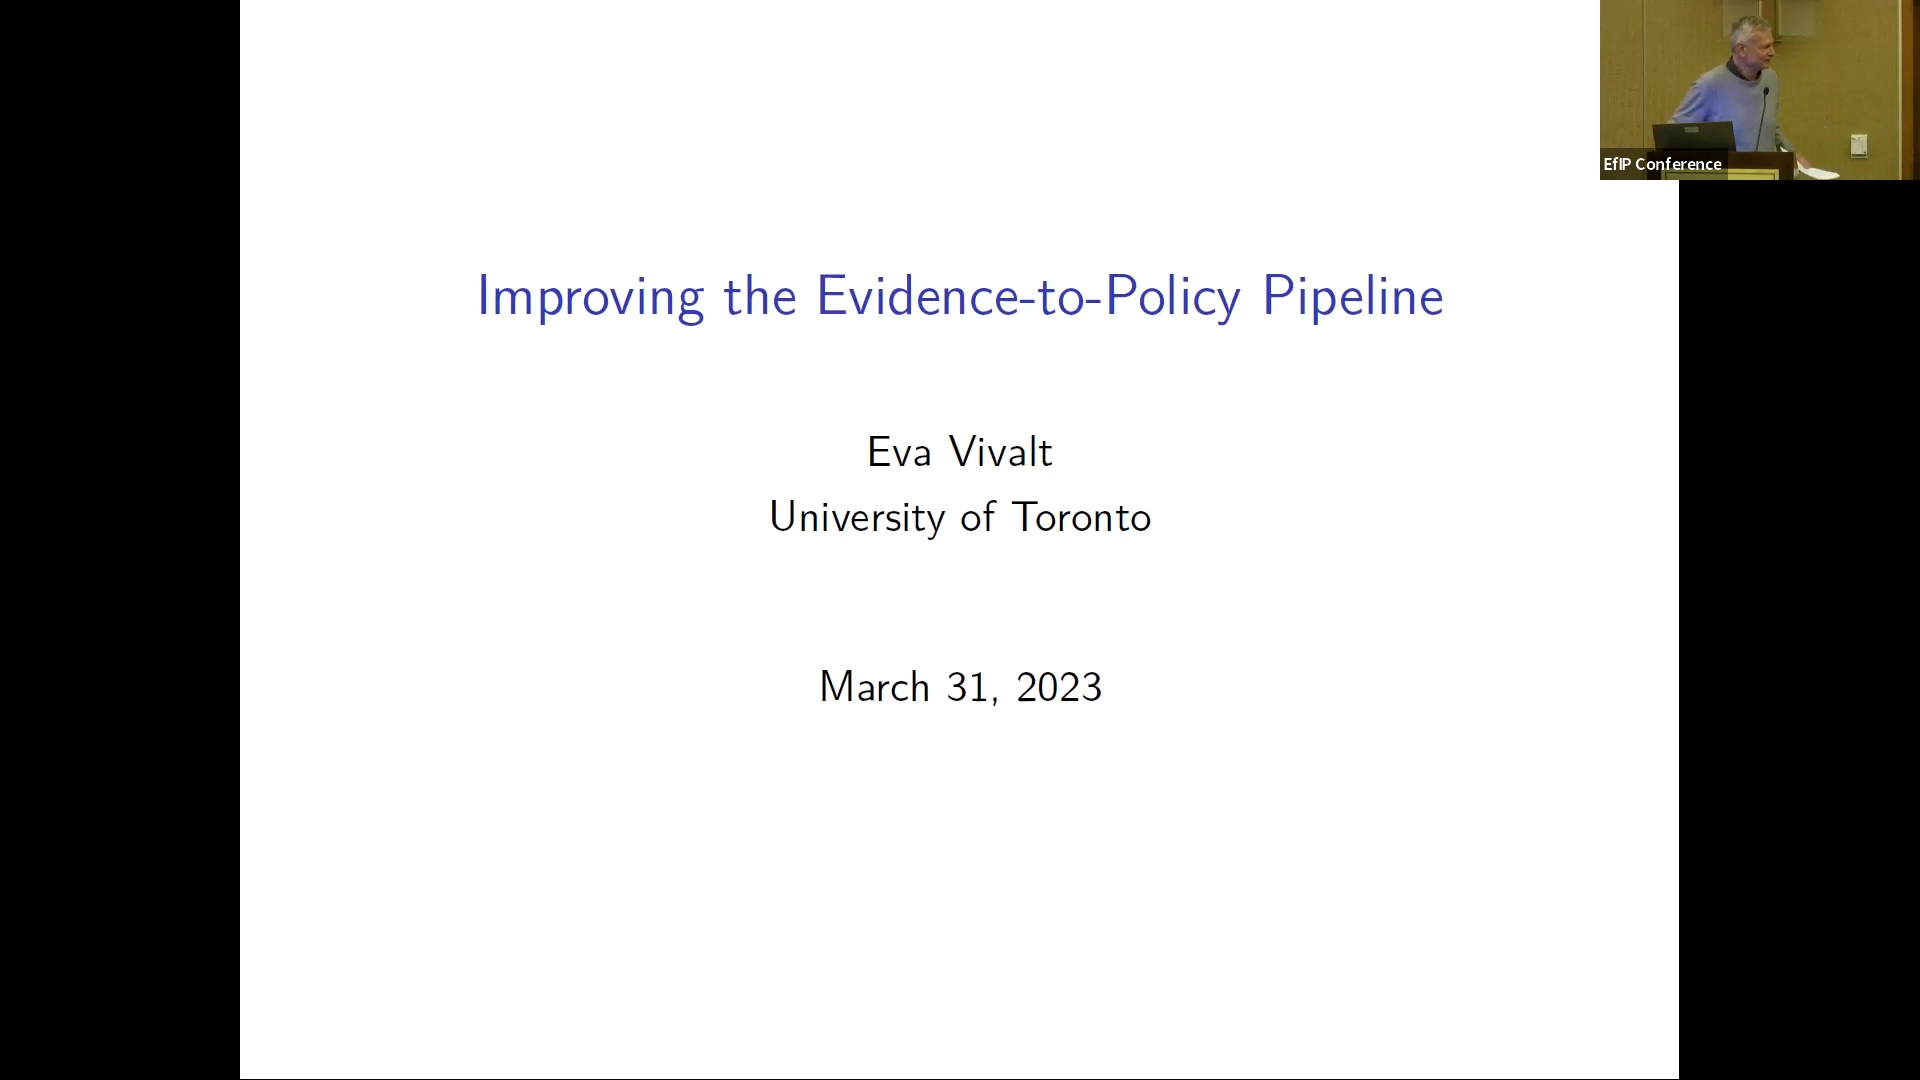 Improving the Evidence-to-Policy Pipeline
Eva Vivalt
University of Toronto
March 31, 2023
EfIP Conference